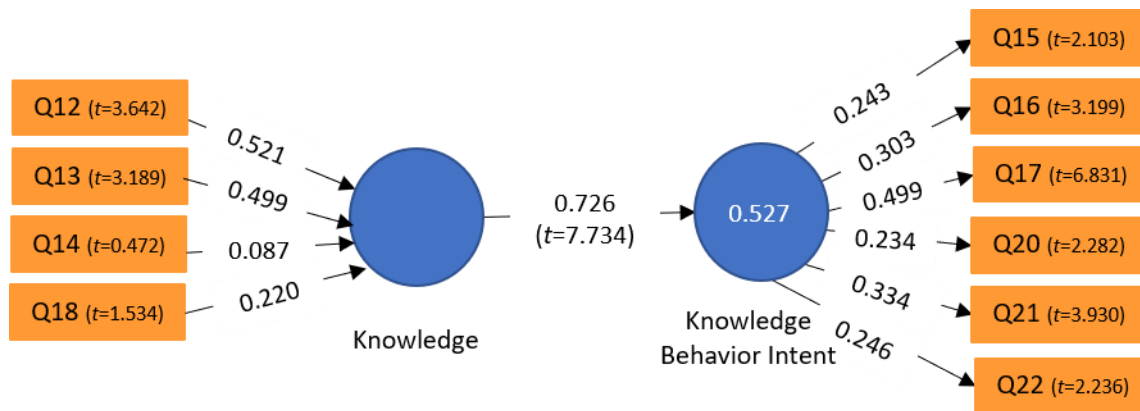 Q12 (t=3.642)
Q13 (t=3.189)
Q14 (t=0.472)
Q18 (t=1.534)
0.521
0.499
0.087
0.220
Knowledge
0.726
(t=7.734)
0.527
Knowledge
Behavior Intent
0.243
0.303
0.499
0.234
0.334
0.246
Q15 (t=2.103)
Q16 (t=3.199)
Q17 (t=6.831)
Q20 (t=2.282)
Q21 (t=3.930)
Q22 (t=2.236)